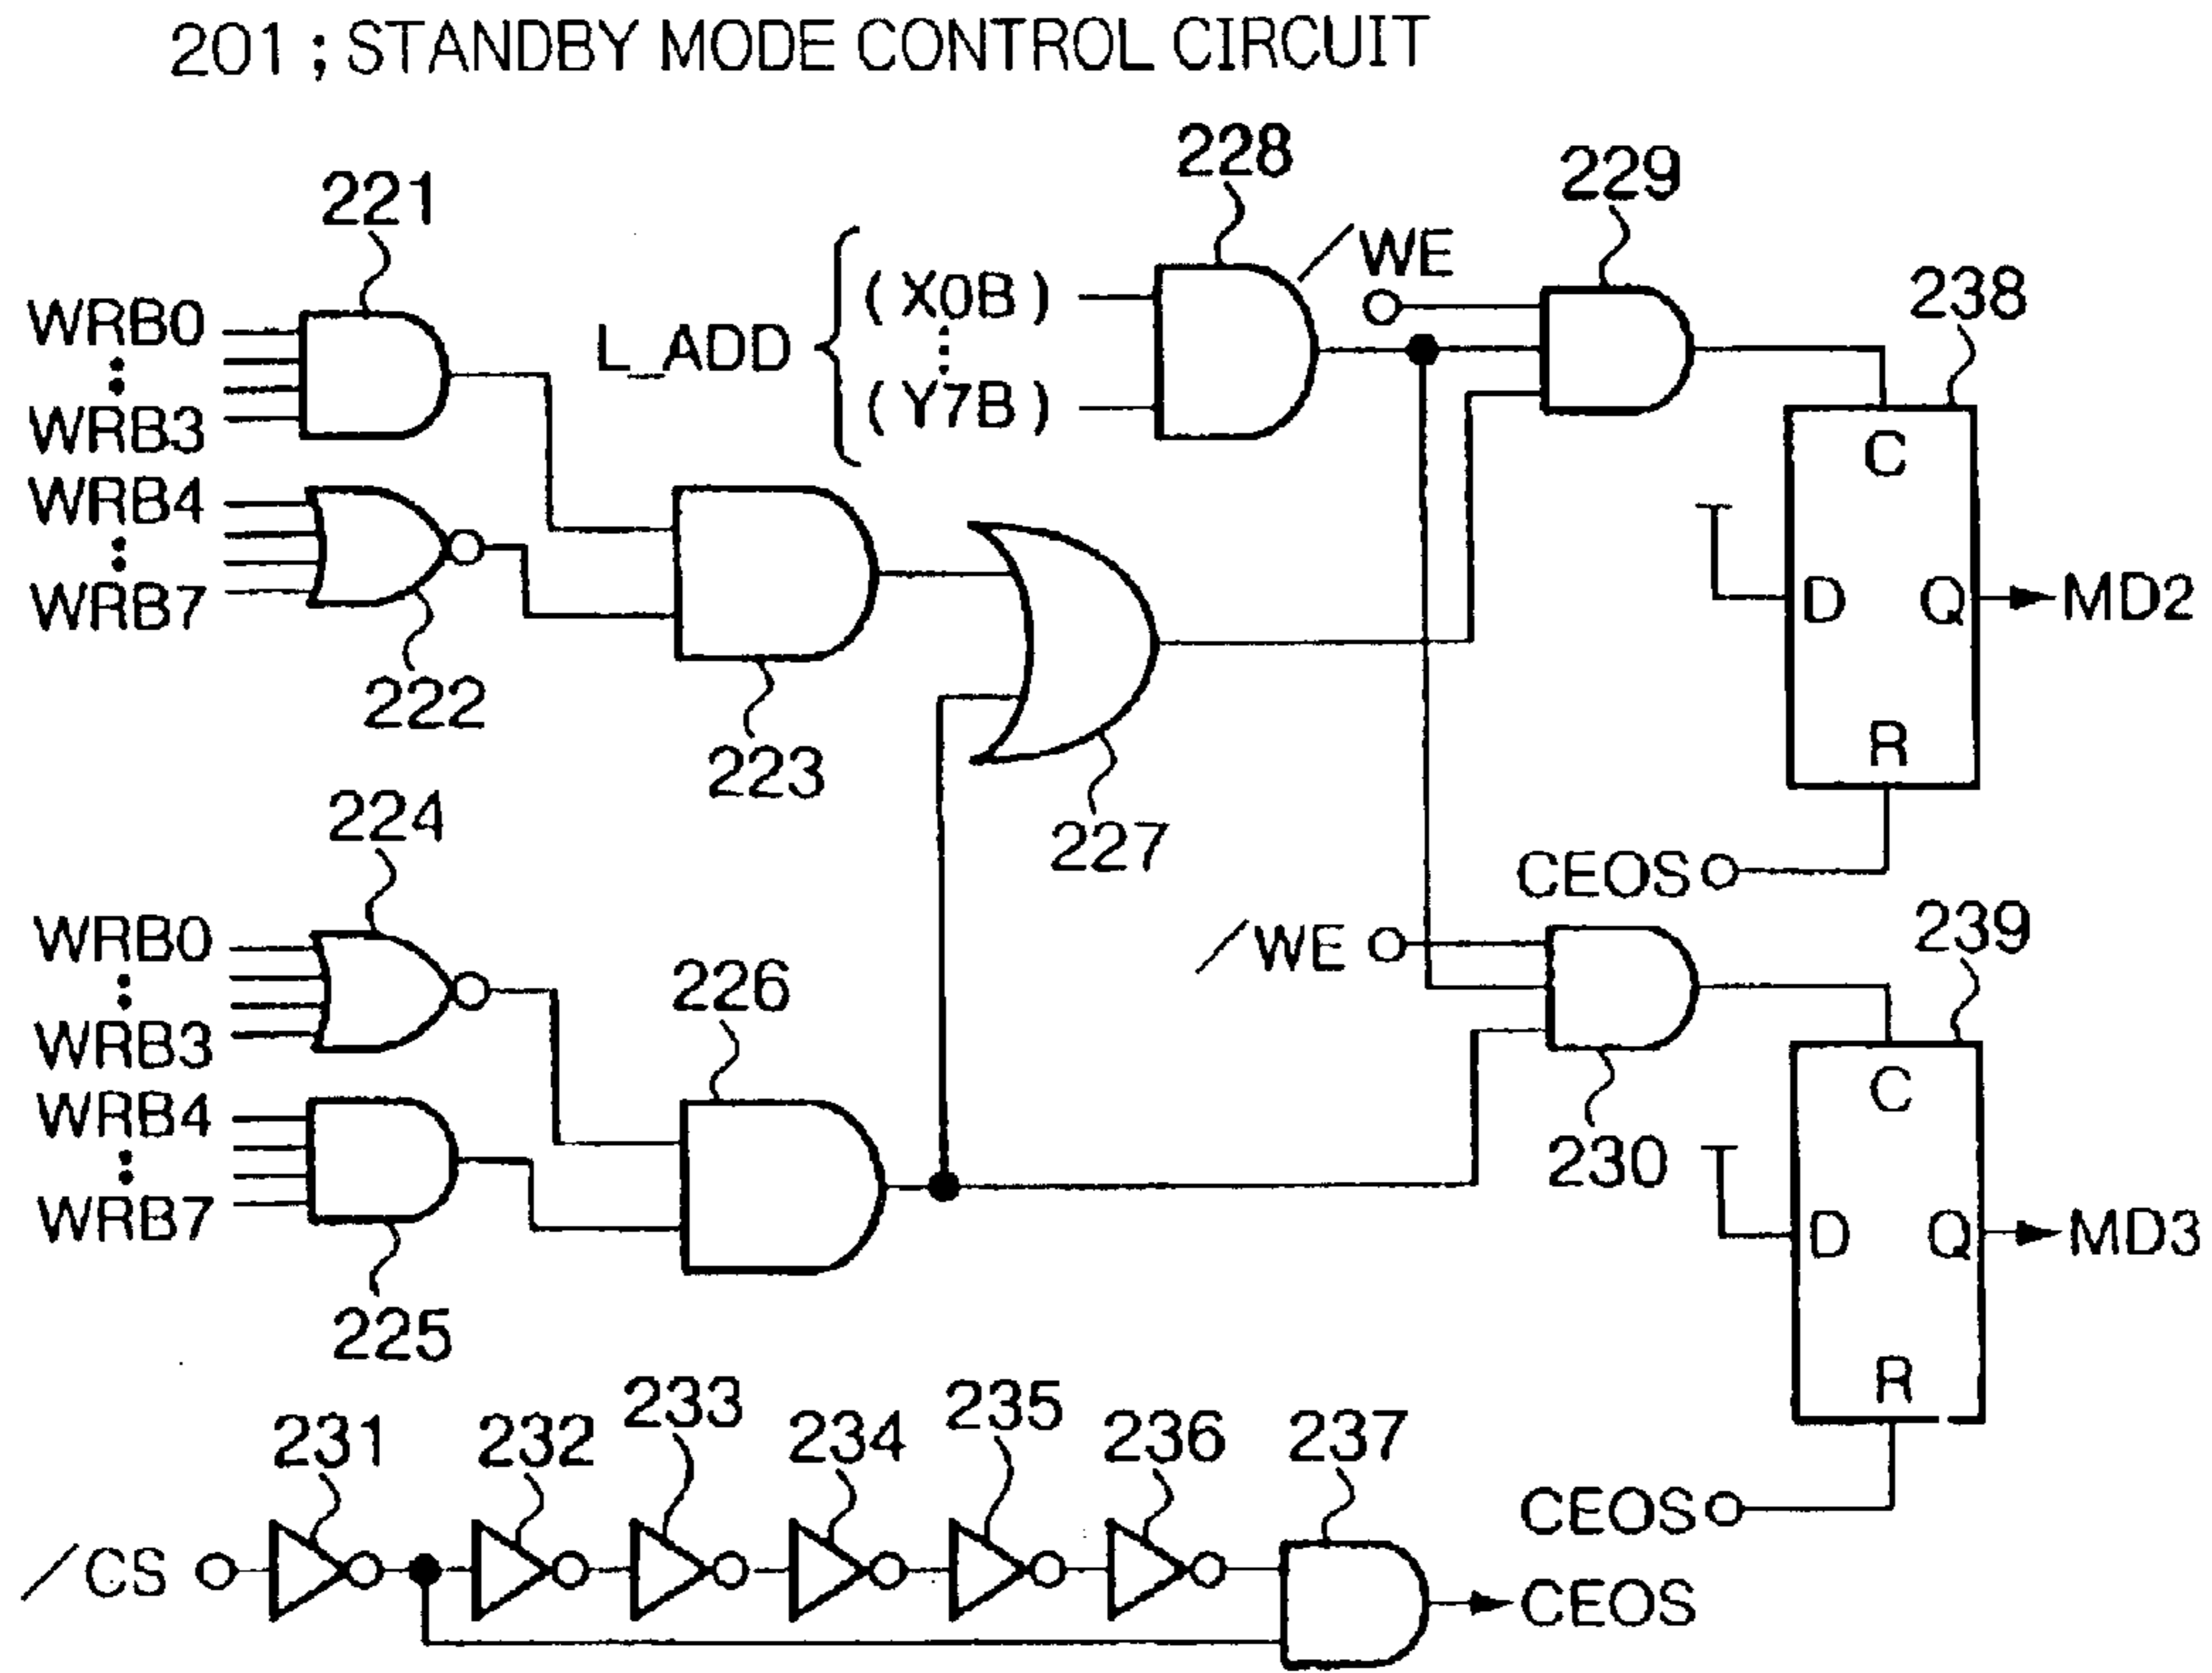 201 ; STANDBY MODE CONTROL CIRCUIT
228
229
221
/WE
238
WRB0
WRB3
L_ADD
(X0B)
(Y7B)
C
WRB4
WRB7
D
Q
MD2
222
223
R
224
227
CEOS
WRB0
WRB3
226
/WE
239
WRB4
WRB7
C
230
D
Q
MD3
225
R
231
232
233
234
235
236
237
CEOS
/CS
CEOS